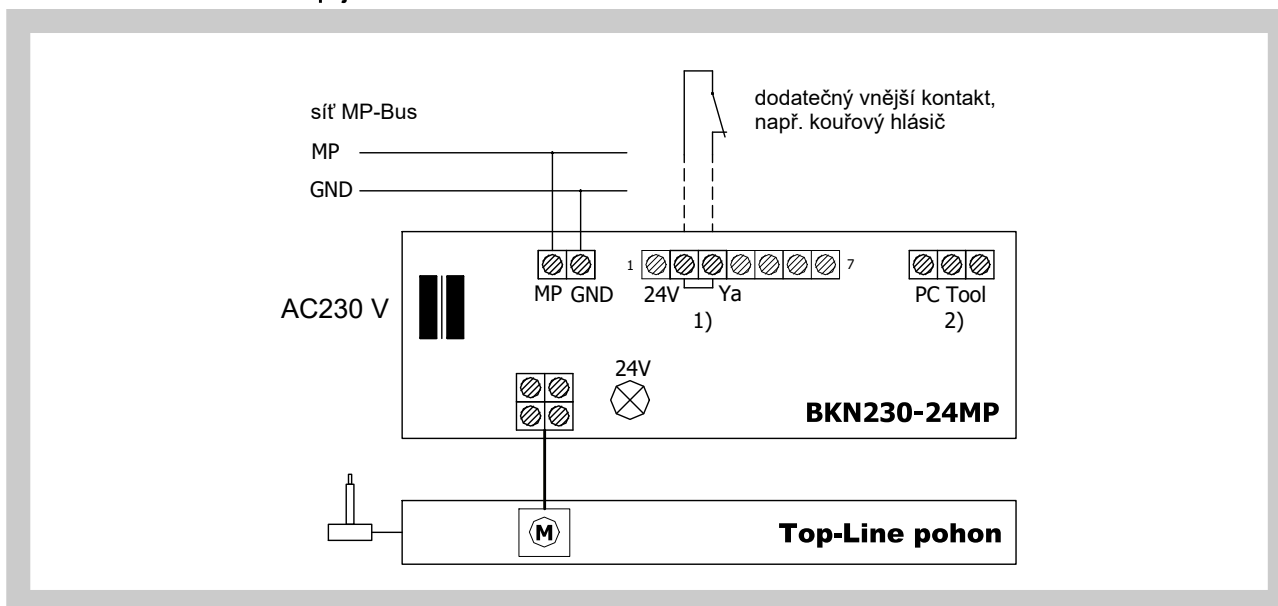 síť MP-Bus
dodatečný vnější kontakt,
např. kouřový hlásič
MP
GND
AC230 V
MP GND
1
7
24V
Ya
1)
PC Tool
2)
24V
BKN230-24MP
M
Top-Line pohon